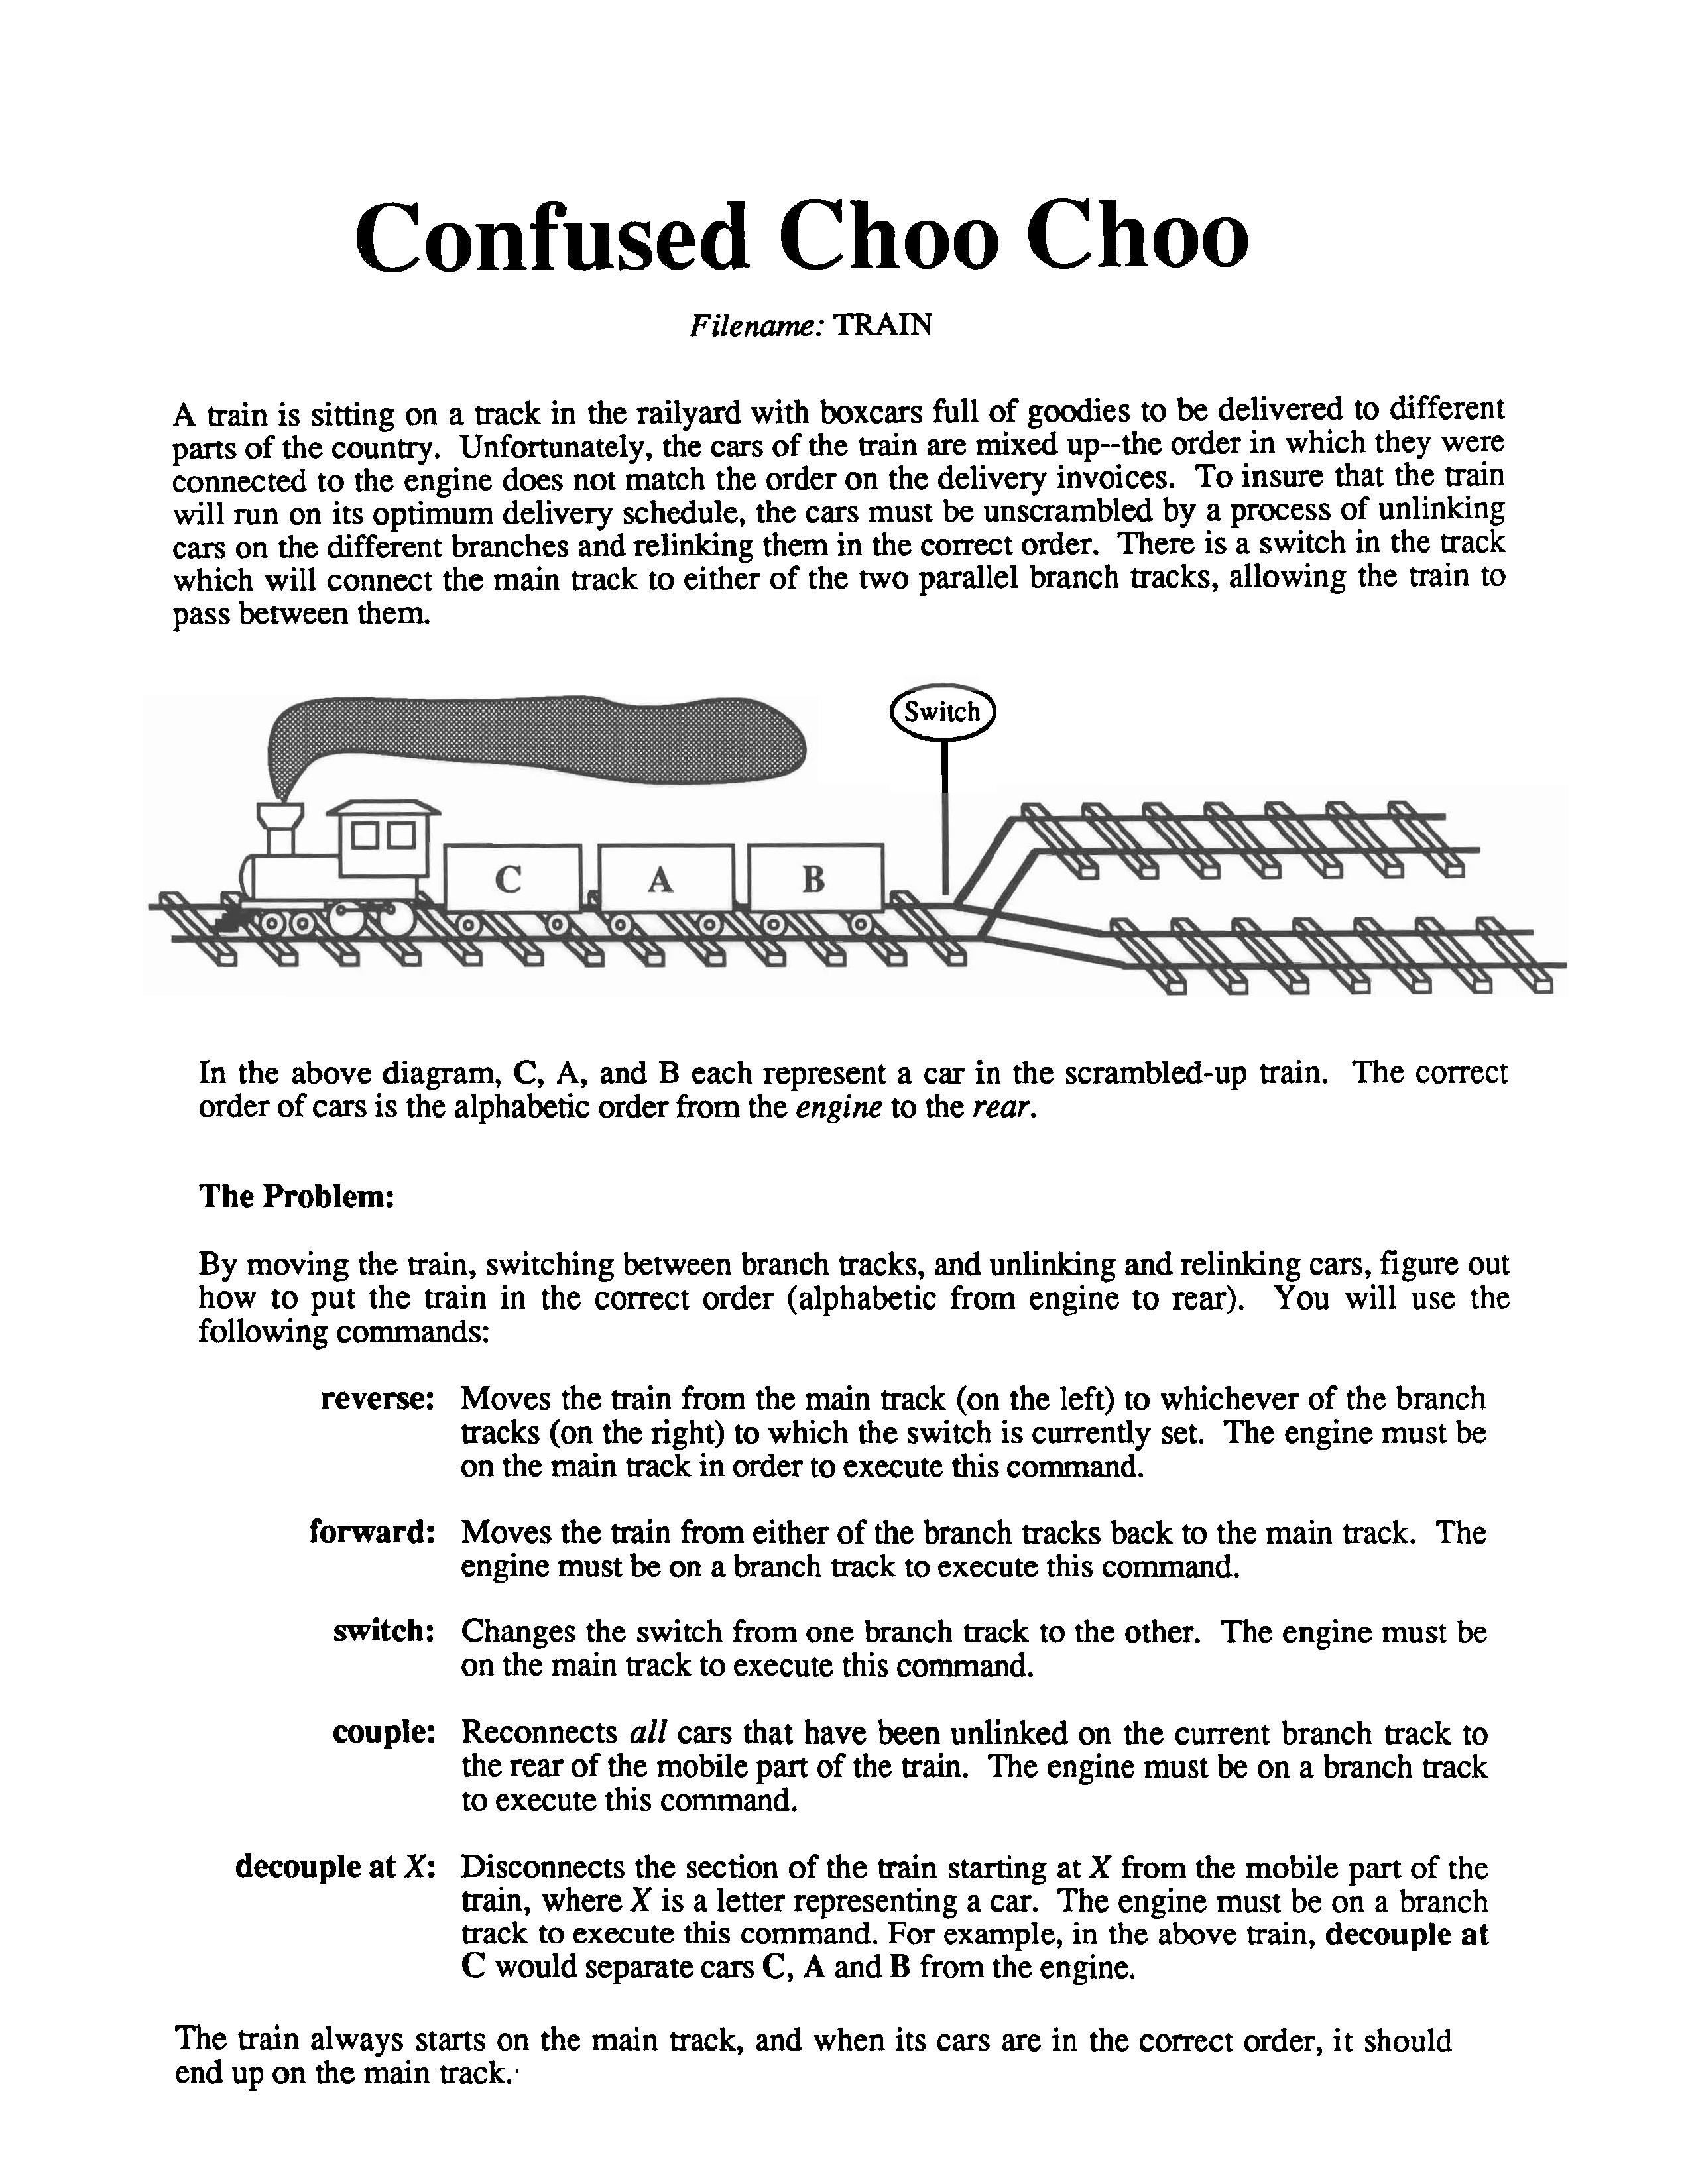 Confused Choo Choo
Filename: TRAIN
A train is sitting on a track in the railyard with boxcars full of goodies to be delivered to different
parts of the country. Unfortunately, the cars of the train are mixed up--the order in which they were
connected to the engine does not match the order on the delivery invoices. To insure that the train
will run on its optimum delivery schedule, the cars must be unscrambled by a process of unlinking
cars on the different branches and relinking them in the correct order. There is a switch in the track
which will connect the main track to either of the two parallel branch tracks, allowing the train to
pass between them.
Switch
C A B
In the above diagram, C, A, and B each represent a car in the scrambled-up train. The correct
order of cars is the alphabetic order from the engine to the rear.
The Problem:
By moving the train, switching between branch tracks, and unlinking and relinking cars, figure out
how to put the train in the correct order (alphabetic from engine to rear). You will use the
following commands:
reverse: Moves the train from the main track (on the left) to whichever of the branch
tracks (on the right) to which the switch is currently set. The engine must be
on the main track in order to execute this command.
forward: Moves the train from either of the branch tracks back to the main track. The
engine must be on a branch track to execute this command.
switch: Changes the switch from one branch track to the other. The engine must be
on the main track to execute this command.
couple: Reconnects all cars that have been unlinked on the current branch track to
the rear of the mobile part of the train. The engine must be on a branch track
to execute this command.
decouple at X: Disconnects the section of the train starting at X from the mobile part of the
train, where X is a letter representing a car. The engine must be on a branch
track to execute this command. For example, in the above train, decouple at
C would separate cars C, A and B from the engine.
The train always starts on the main track, and when its cars are in the correct order, it should
end up on the main track.